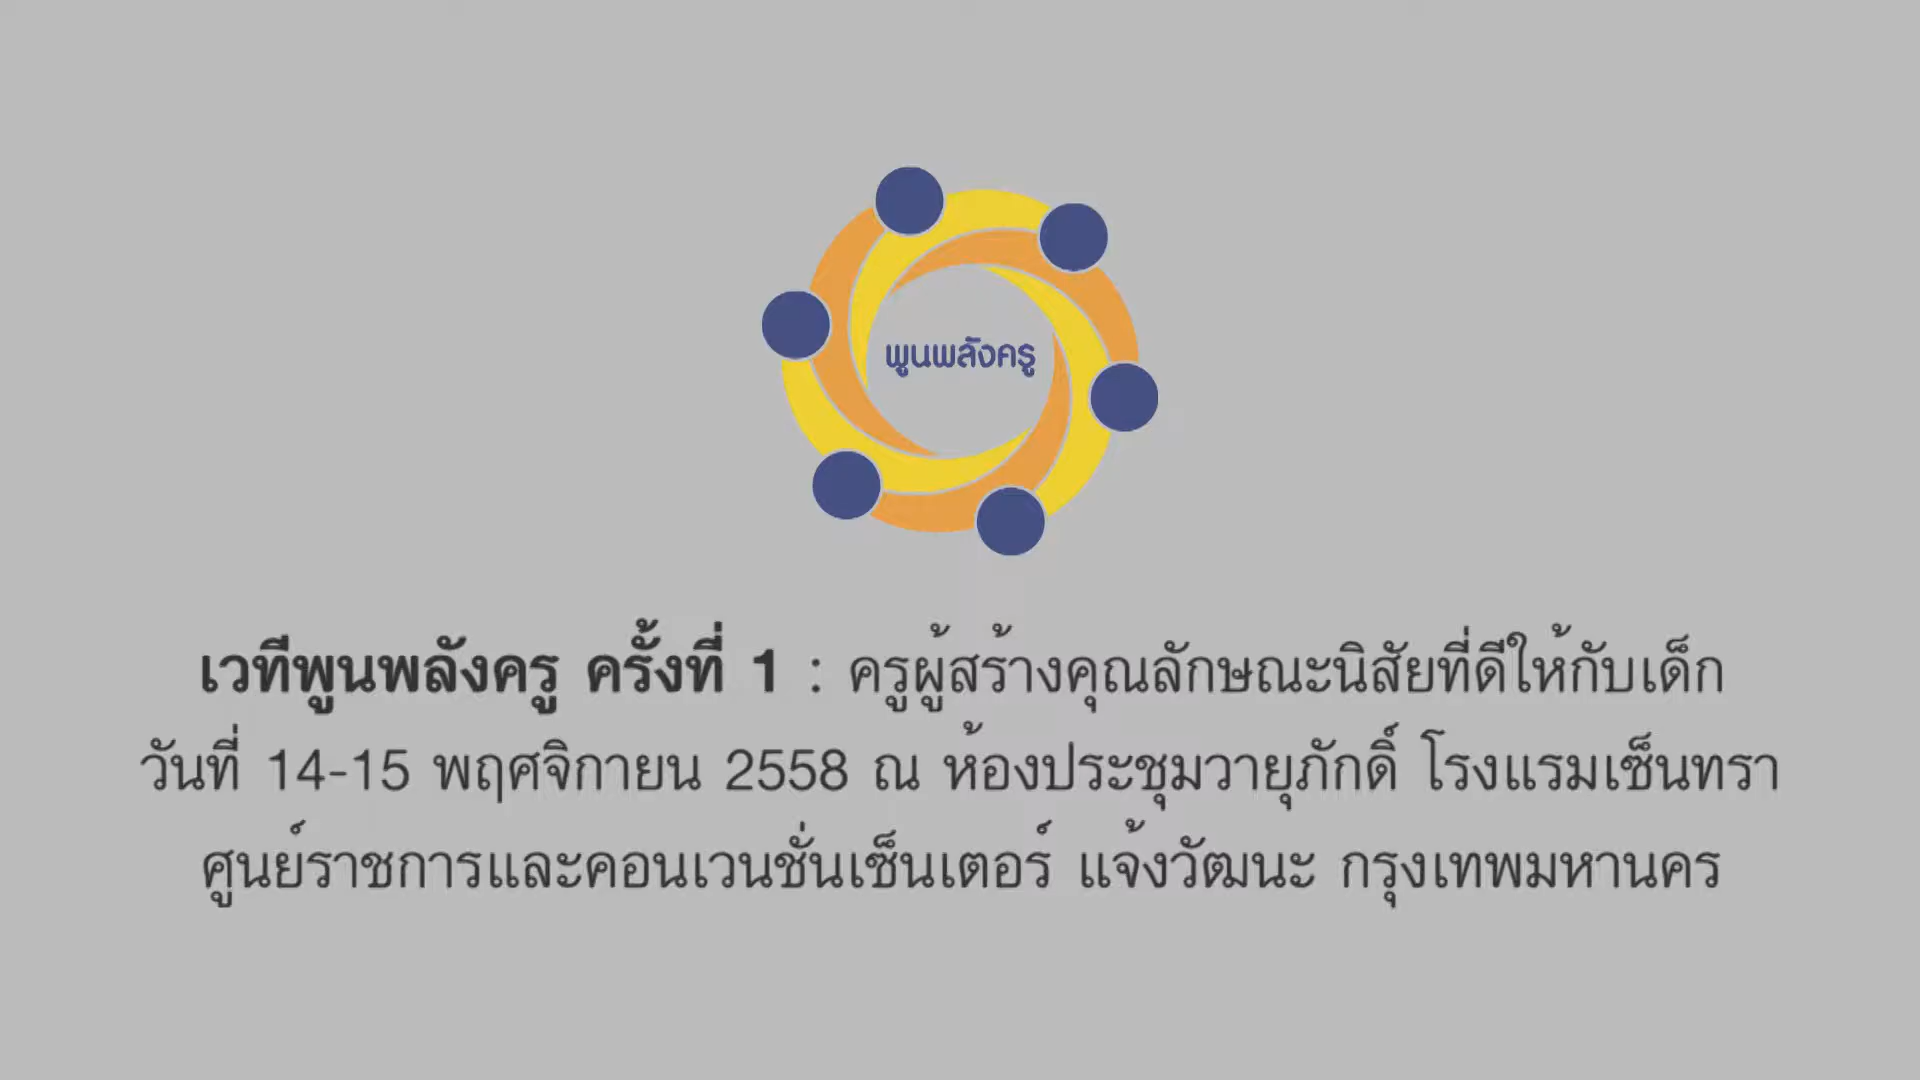 พูนพลังครู
เวทีพูนพลังครู ครั้งที่ 1 : ครูผู้สร้างคุณลักษณะนิสัยที่ดีให้กับเด็ก
วันที่ 14-15 พฤศจิกายน 2558 ณ ห้องประชุมวายุภักดิ์ โรงแรมเซ็นทรา
ศูนย์ราชการและคอนเวนชั่นเซ็นเตอร์ แจ้งวัฒนะ กรุงเทพมหานคร